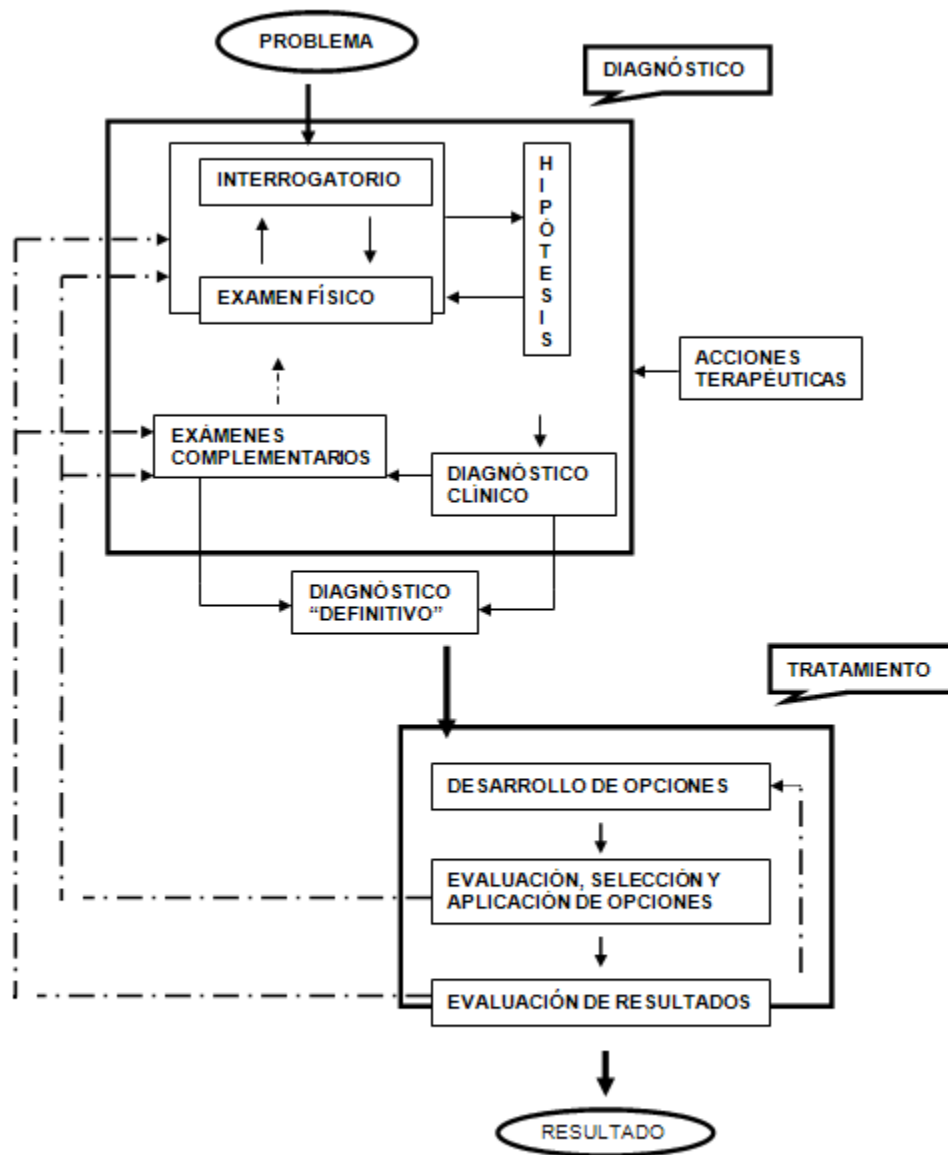 PROBLEMA
DIAGNÓSTICO
INTERROGATORIO
HIPÓTESIS
EXAMEN FÍSICO
ACCIONES
TERAPÉUTICAS
EXÁMENES
COMPLEMENTARIOS
DIAGNÓSTICO
CLÍNICO
DIAGNÓSTICO
“DEFINITIVO”
TRATAMIENTO
DESARROLLO DE OPCIONES
EVALUACIÓN, SELECCIÓN Y
APLICACIÓN DE OPCIONES
EVALUACIÓN DE RESULTADOS
RESULTADO